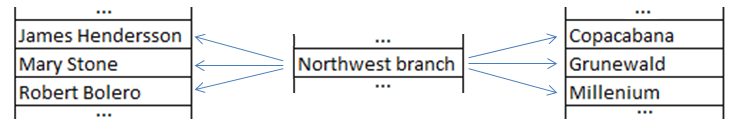 ...
James Hendersson
Mary Stone
Robert Bolero
...
...
Northwest branch
...
...
Copacabana
Grunewald
Millenium
...